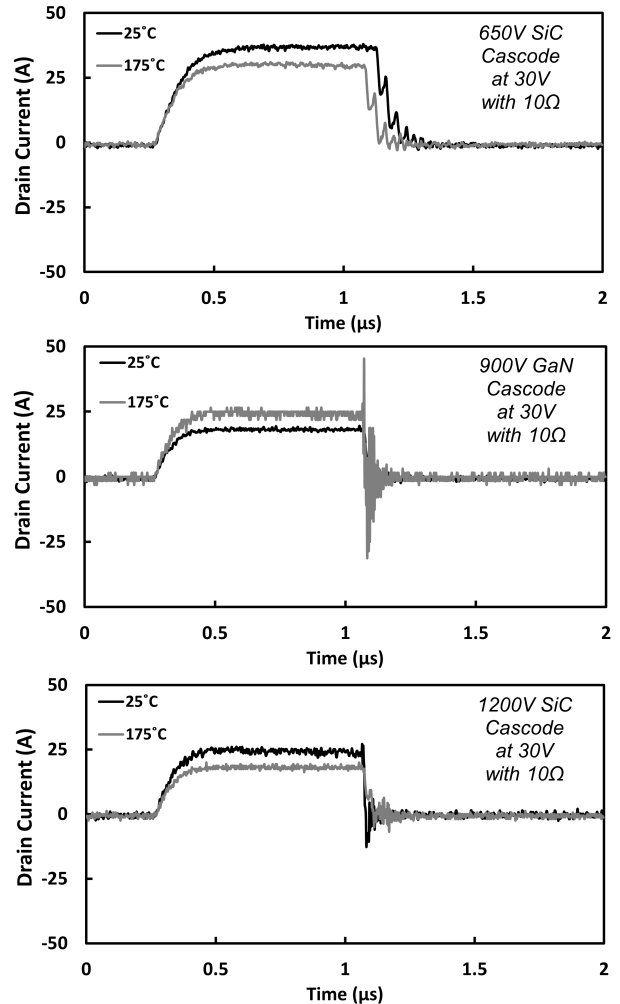 50
25
0
-25
-50
Drain Current (A)
25˚C
175˚C
650V SiC
Cascode
at 30V
with 10Ω
0
0.5
1
1.5
2
Time (µs)
50
25
0
-25
-50
Drain Current (A)
25˚C
175˚C
900V GaN
Cascode
at 30V
with 10Ω
0
0.5
1
1.5
2
Time (µs)
50
25
0
-25
-50
Drain Current (A)
25˚C
175˚C
1200V SiC
Cascode
at 30V
with 10Ω
0
0.5
1
1.5
2
Time (µs)